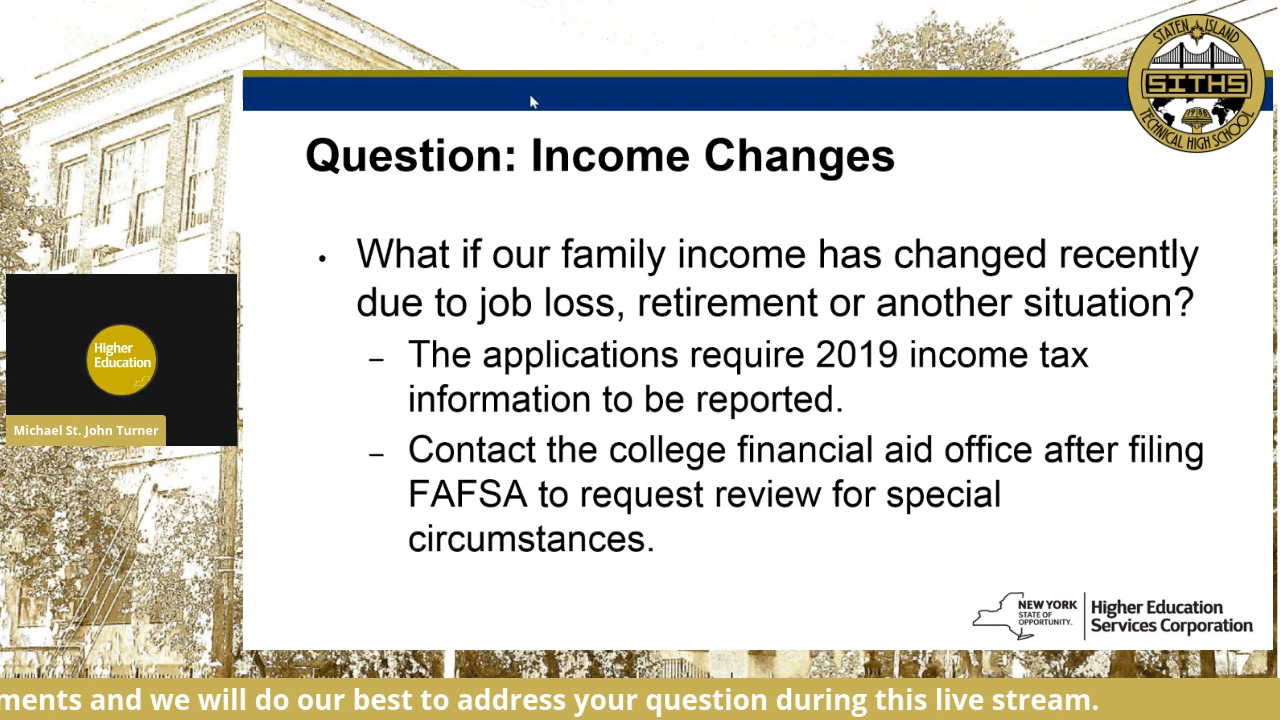 STATEN ISLAND
SITHS
TECHNICAL HIGH SCHOOL
Question: Income Changes
• What if our family income has changed recently
due to job loss, retirement or another situation?
– The applications require 2019 income tax
information to be reported.
– Contact the college financial aid office after filing
FAFSA to request review for special
circumstances.
Higher
Education
Michael St. John Turner
NEW YORK
STATE OF
OPPORTUNITY.
Higher Education
Services Corporation
ments and we will do our best to address your question during this live stream.